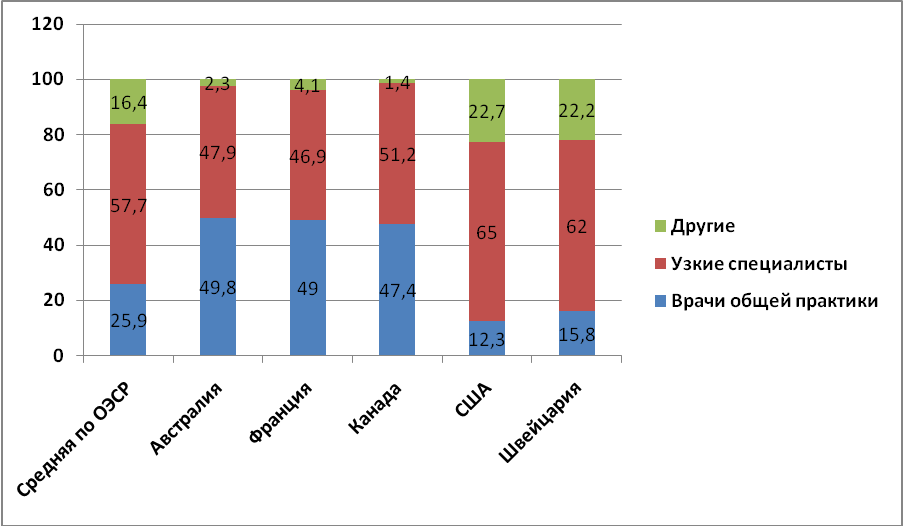 120
100
80
60
40
20
0
16,4
57,7
25,9
2,3
47,9
49,8
4,1
46,9
49
1,4
51,2
47,4
22,7
65
12,3
22,2
62
15,8
Средняя по ОЭСР
Австралия
Франция
Канада
США
Швейцария
Другие
Узкие специалисты
Врачи общей практики